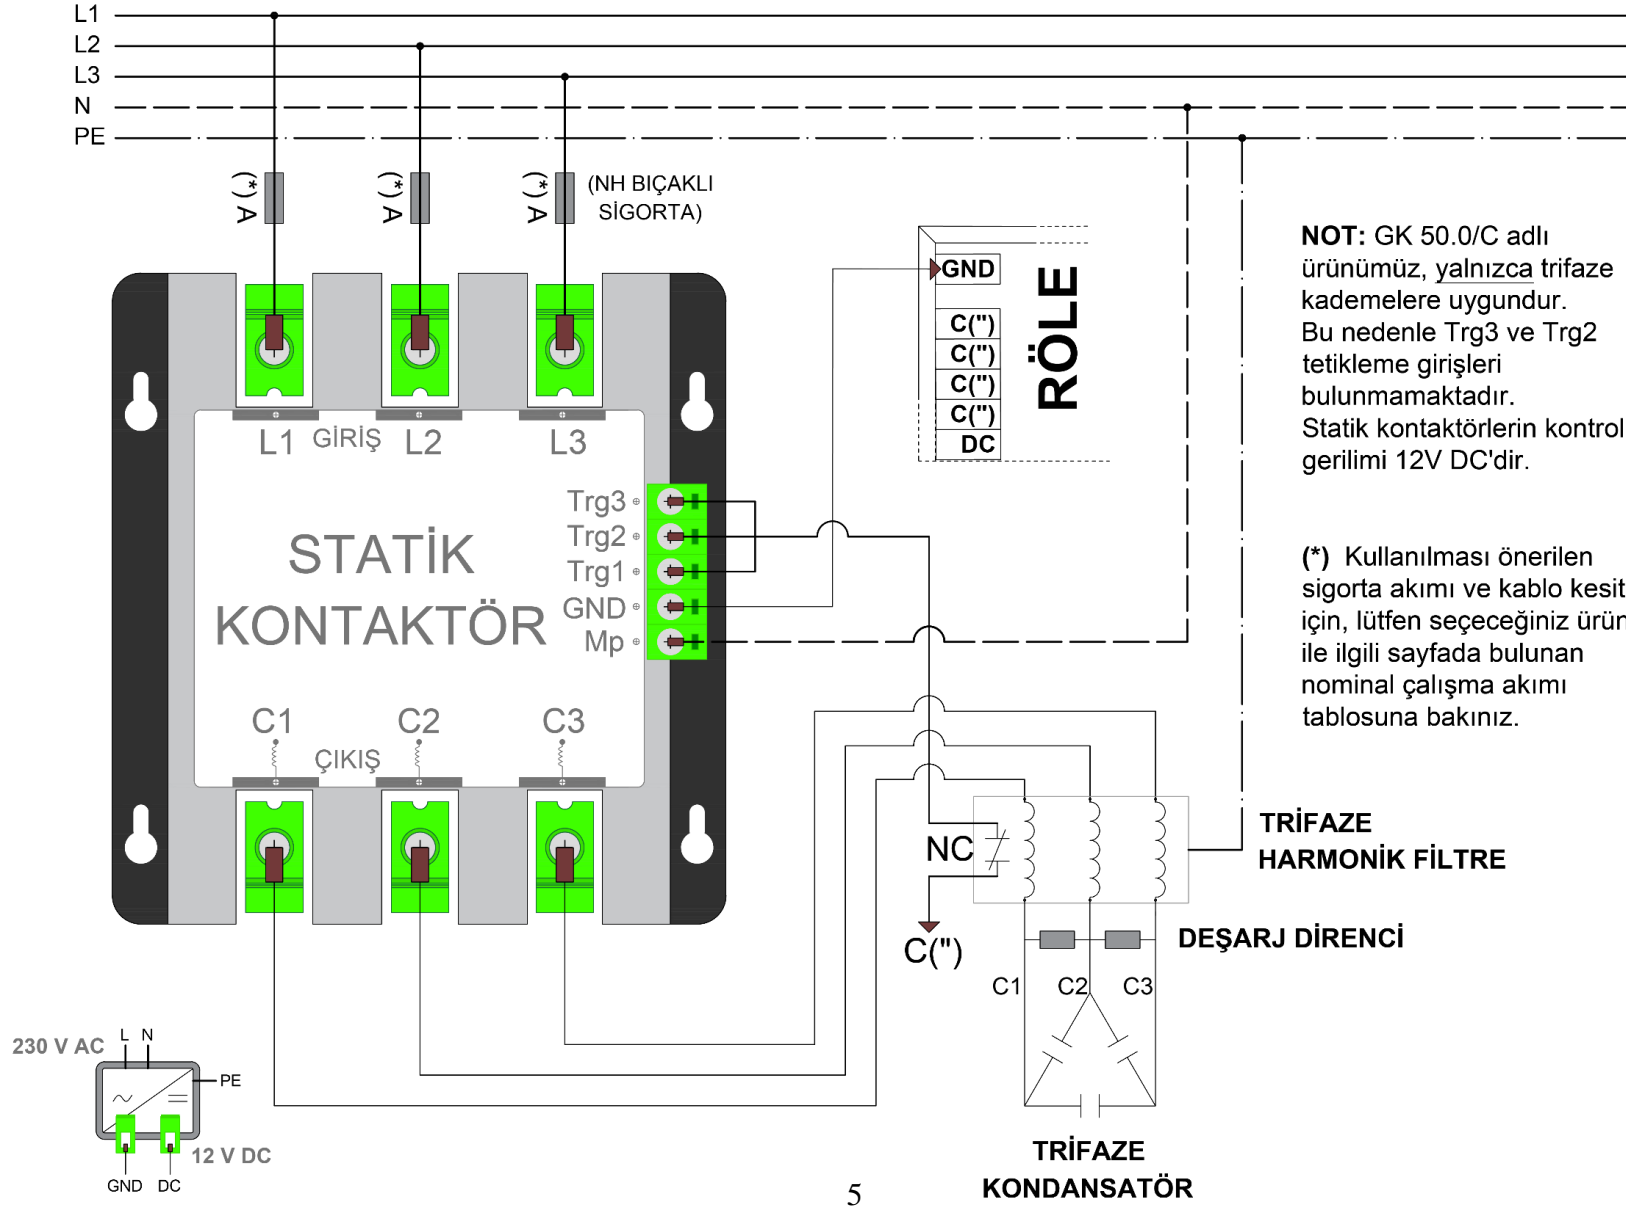 L1
L2
L3
N
PE
(*) A
(*) A
(*) A
(NH BIÇAKLI
SİGORTA)
GND
C(")
C(")
C(")
C(")
DC
RÖLE
NOT: GK 50.0/C adlı
ürünümüz, yalnızca trifaze
kademelere uygundur.
Bu nedenle Trg3 ve Trg2
tetikleme girişleri
bulunmamaktadır.
Statik kontaktörlerin kontrol
gerilimi 12V DC'dir.
(*) Kullanılması önerilen
sigorta akımı ve kablo kesit
için, lütfen seçeceğiniz ürün
ile ilgili sayfada bulunan
nominal çalışma akımı
tablosuna bakınız.
L1 GİRİŞ L2 L3
Trg3
Trg2
Trg1
GND
Mp
STATİK
KONTAKTÖR
C1 C2 C3
ÇIKIŞ
NC
C(")
TRİFAZE
HARMONİK FİLTRE
DEŞARJ DİRENCİ
C1 C2 C3
TRİFAZE
KONDANSATÖR
230 V AC
L N
PE
12 V DC
GND DC
5